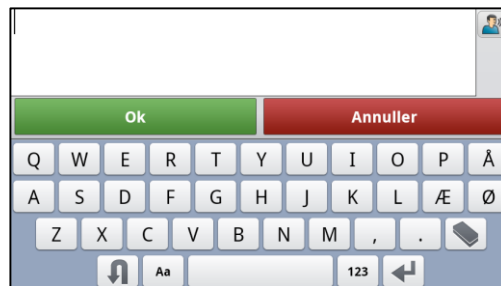 Ok Annuller
Q W E R T Y U I O P Å
A S D F G H J K L Æ Ø
Z X C V B N M , .
Aa 123